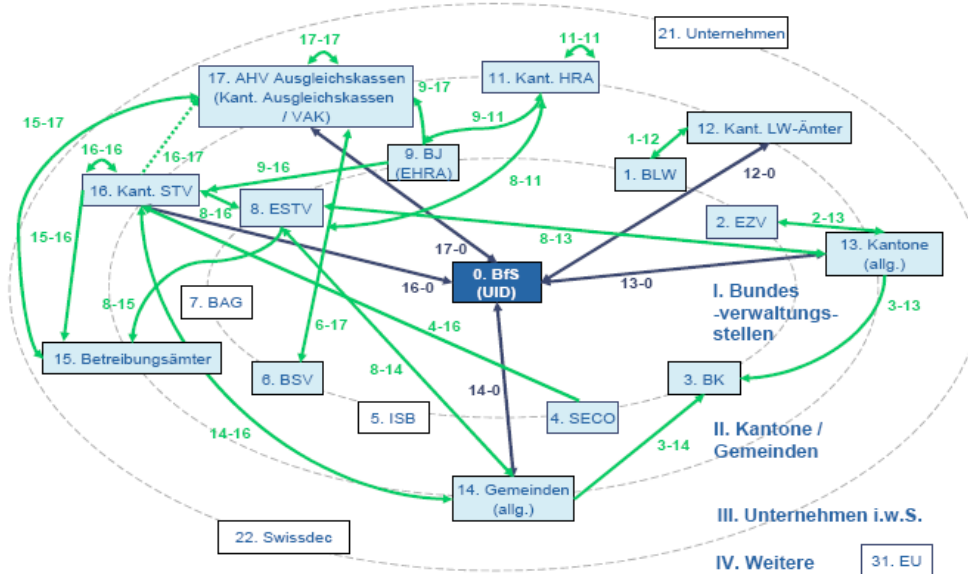 21. Unternehmen
17-17
11-11
17. AHV Ausgleichskassen
(Kant. Ausgleichskassen
/ VAK)
11. Kant. HRA
9-17
9-11
15-17
12. Kant. LW-Ämter
1-12
16-16
16-17
9. BJ
(EHRA)
1. BLW
9-16
12-0
16. Kant. STV
8-11
8-16
8. ESTV
2. EZV
2-13
15-16
8-13
13. Kantone
(allg.)
17-0
0. BfS
(UID)
16-0
13-0
I. Bundes
-verwaltungs-
stellen
7. BAG
8-15
6-17
4-16
3-13
15. Betreibungsämter
8-14
6. BSV
3. BK
14-0
5. ISB
4. SECO
14-16
3-14
II. Kantone /
Gemeinden
14. Gemeinden
(allg.)
III. Unternehmen i.w.S.
22. Swissdec
IV. Weitere
31. EU